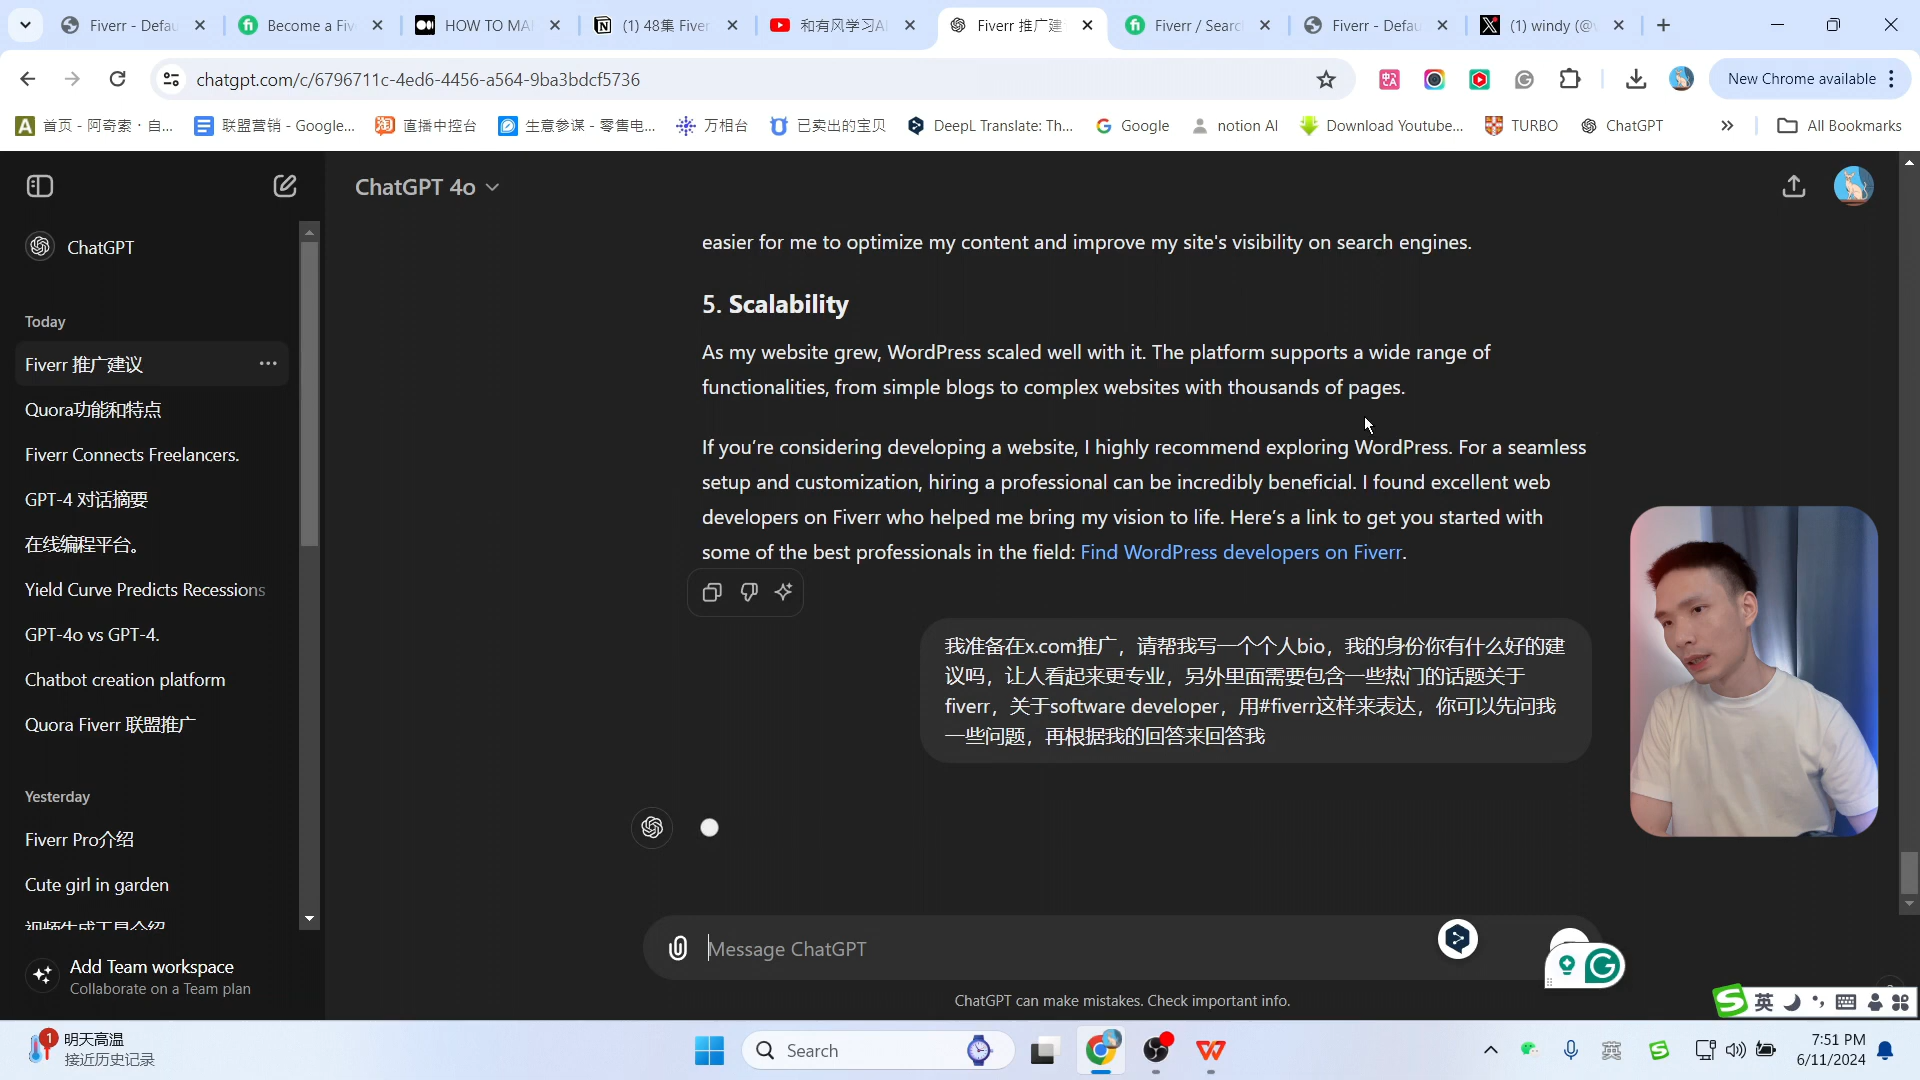 Fiverr - Defau
Become a Fiv
HOW TO MA
(1) 48集 Fiver
和有风学习AI
Fiverr 推广建
Fiverr / Searc
Fiverr - Defau
(1) windy (@
chatgpt.com/c/6796711c-4ed6-4456-a564-9ba3bdcf5736
New Chrome available
首页 - 阿奇索 · 自...
联盟营销 - Google...
直播中控台
生意参谋 - 零售电...
万相台
已卖出的宝贝
DeepL Translate: Th...
Google
notion AI
Download Youtube...
TURBO
ChatGPT
All Bookmarks
ChatGPT 4o
ChatGPT
Today
Fiverr 推广建议
Quora功能和特点
Fiverr Connects Freelancers.
GPT-4 对话摘要
在线编程平台。
Yield Curve Predicts Recessions
GPT-4o vs GPT-4.
Chatbot creation platform
Quora Fiverr 联盟推广
Yesterday
Fiverr Pro介绍
Cute girl in garden
视频生成工具介绍
Add Team workspace
Collaborate on a Team plan
easier for me to optimize my content and improve my site's visibility on search engines.
5. Scalability
As my website grew, WordPress scaled well with it. The platform supports a wide range of
functionalities, from simple blogs to complex websites with thousands of pages.
If you're considering developing a website, I highly recommend exploring WordPress. For a seamless
setup and customization, hiring a professional can be incredibly beneficial. I found excellent web
developers on Fiverr who helped me bring my vision to life. Here's a link to get you started with
some of the best professionals in the field: Find WordPress developers on Fiverr.
我准备在x.com推广，请帮我写一个个人bio，我的身份你有什么好的建
议吗，让人看起来更专业，另外里面需要包含一些热门的话题关于
fiverr，关于software developer，用#fiverr这样来表达，你可以先问我
一些问题，再根据我的回答来回答我
Message ChatGPT
ChatGPT can make mistakes. Check important info.
英
1
明天高温
接近历史记录
Search
英
7:51 PM
6/11/2024